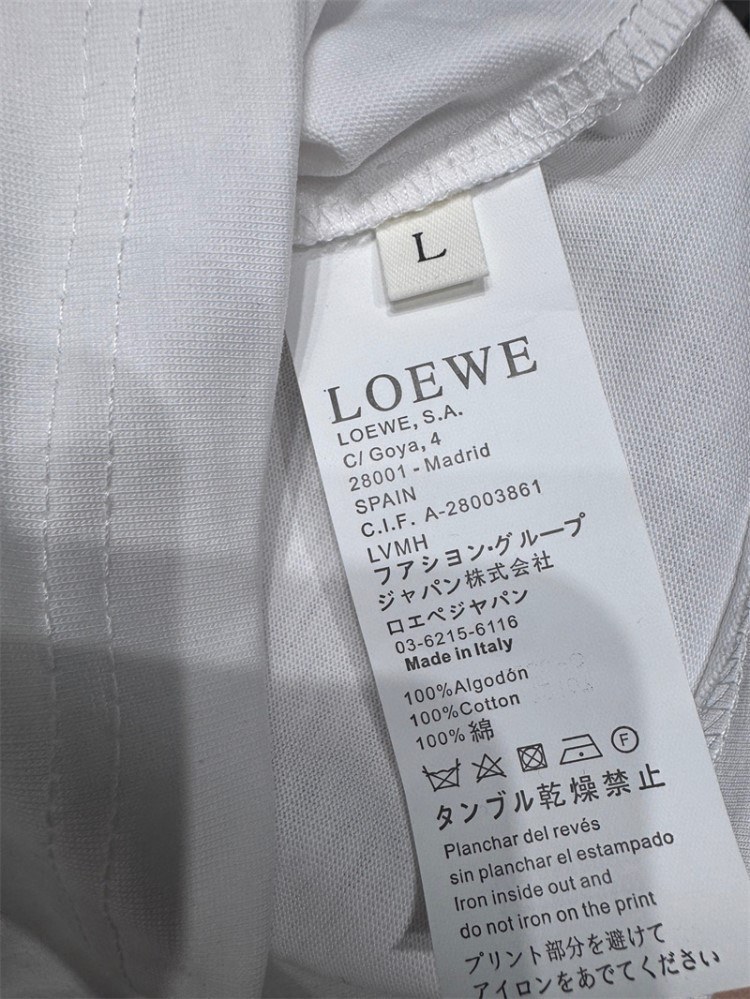 L
LOEWE
LOEWE, S.A.
C/ Goya, 4
28001 - Madrid
SPAIN
C.I.F. A-28003861
LVMH
ファション・グループ
ジャパン株式会社
ロエベジャパン
03-6215-6116
Made in Italy
100%Algodón
100%Cotton
100% 綿
F
タンブル乾燥禁止
Planchar del revés
sin planchar el estampado
Iron inside out and
do not iron on the print
プリント部分を避けて
アイロンをあでてください